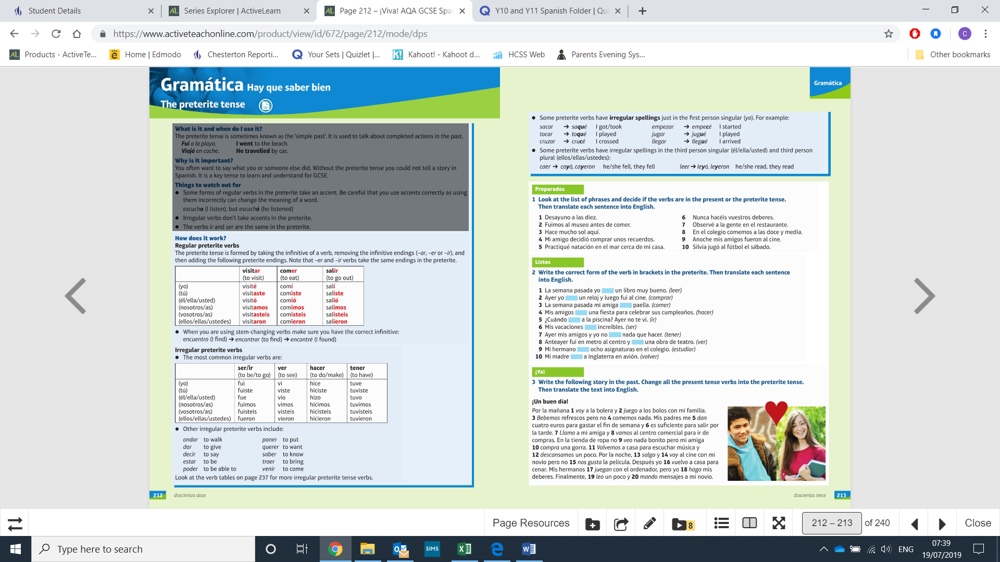 Student Details
Series Explorer | ActiveLearn
Page 212 – ¡Viva! AQA GCSE Spa
Y10 and Y11 Spanish Folder | Qui
https://www.activeteachonline.com/product/view/id/672/page/212/mode/dps
C
Products - ActiveTe...
Home | Edmodo
Chesterton Reporti...
Your Sets | Quizlet |...
Kahoot! - Kahoot d...
HCSS Web
Parents Evening Sys...
Other bookmarks
Gramática Hay que saber bien
The preterite tense
What is it and when do I use it?
The preterite tense is sometimes known as the 'simple past'. It is used to talk about completed actions in the past.
Fui a la playa. I went to the beach.
Viajó en coche. He travelled by car.
Why is it important?
You often want to say what you or someone else did. Without the preterite tense you could not tell a story in
Spanish. It is a key tense to learn and understand for GCSE.
Things to watch out for
• Some forms of regular verbs in the preterite take an accent. Be careful that you use accents correctly as using
them incorrectly can change the meaning of a word.
escucho (I listen), but escuchó (he listened)
• Irregular verbs don't take accents in the preterite.
• The verbs ir and ser are the same in the preterite.
How does it work?
Regular preterite verbs
The preterite tense is formed by taking the infinitive of a verb, removing the infinitive endings (–ar, –er or –ir), and
then adding the following preterite endings. Note that –er and –ir verbs take the same endings in the preterite.
visitar comer salir
(to visit) (to eat) (to go out)
(yo) visité comí salí
(tú) visitaste comiste saliste
(él/ella/usted) visitó comió salió
(nosotros/as) visitamos comimos salimos
(vosotros/as) visitasteis comisteis salisteis
(ellos/ellas/ustedes) visitaron comieron salieron
• When you are using stem-changing verbs make sure you have the correct infinitive:
encuentro (I find) → encontrar (to find) → encontré (I found)
Irregular preterite verbs
• The most common irregular verbs are:
ser/ir ver hacer tener
(to be/to go) (to see) (to do/make) (to have)
(yo) fui vi hice tuve
(tú) fuiste viste hiciste tuviste
(él/ella/usted) fue vio hizo tuvo
(nosotros/as) fuimos vimos hicimos tuvimos
(vosotros/as) fuisteis visteis hicisteis tuvisteis
(ellos/ellas/ustedes) fueron vieron hicieron tuvieron
• Other irregular preterite verbs include:
andar to walk poner to put
dar to give querer to want
decir to say saber to know
estar to be traer to bring
poder to be able to venir to come
Look at the verb tables on page 237 for more irregular preterite tense verbs.
212 doscientos doce
Gramática
• Some preterite verbs have irregular spellings just in the first person singular (yo). For example:
sacar → saqué I got/took empezar → empecé I started
tocar → toqué I played jugar → jugué I played
cruzar → crucé I crossed llegar → llegué I arrived
• Some preterite verbs have irregular spellings in the third person singular (él/ella/usted) and third person
plural (ellos/ellas/ustedes):
caer → cayó, cayeron he/she fell, they fell leer → leyó, leyeron he/she read, they read
Preparados
1 Look at the list of phrases and decide if the verbs are in the present or the preterite tense.
Then translate each sentence into English.
1 Desayuno a las diez.
2 Fuimos al museo antes de comer.
3 Hace mucho sol aquí.
4 Mi amigo decidió comprar unos recuerdos.
5 Practiqué natación en el mar cerca de mi casa.
6 Nunca hacéis vuestros deberes.
7 Observé a la gente en el restaurante.
8 En el colegio comemos a las doce y media.
9 Anoche mis amigos fueron al cine.
10 Silvia jugó al fútbol el sábado.
Listos
2 Write the correct form of the verb in brackets in the preterite. Then translate each sentence
into English.
1 La semana pasada yo un libro muy bueno. (leer)
2 Ayer yo un reloj y luego fui al cine. (comprar)
3 La semana pasada mi amiga paella. (comer)
4 Mis amigos una fiesta para celebrar sus cumpleaños. (hacer)
5 ¿Cuándo a la piscina? Ayer no te vi. (ir)
6 Mis vacaciones increíbles. (ser)
7 Ayer mis amigos y yo no nada que hacer. (tener)
8 Anteayer fui en metro al centro y una obra de teatro. (ver)
9 Mi hermano ocho asignaturas en el colegio. (estudiar)
10 Mi madre a Inglaterra en avión. (volver)
¡Ya!
3 Write the following story in the past. Change all the present tense verbs into the preterite tense.
Then translate the text into English.
¡Un buen día!
Por la mañana 1 voy a la bolera y 2 juego a los bolos con mi familia.
3 Bebemos refrescos pero no 4 comemos nada. Mis padres me 5 dan
cuatro euros para gastar el fin de semana y 6 es suficiente para salir por
la tarde. 7 Llamo a mi amiga y 8 vamos al centro comercial para ir de
compras. En la tienda de ropa no 9 veo nada bonito pero mi amiga
10 compra una gorra. 11 Volvemos a casa para escuchar música y
12 descansamos un poco. Por la noche, 13 salgo y 14 voy al cine con mi
novio pero no 15 nos gusta la película. Después yo 16 vuelvo a casa para
cenar. Mis hermanos 17 juegan con el ordenador, pero yo 18 hago mis
deberes. Finalmente, 19 leo un poco y 20 mando mensajes a mi novio.
doscientos trece 213
Page Resources
8
212 – 213 of 240
Close
Type here to search
SIMS
ENG
07:39
19/07/2019